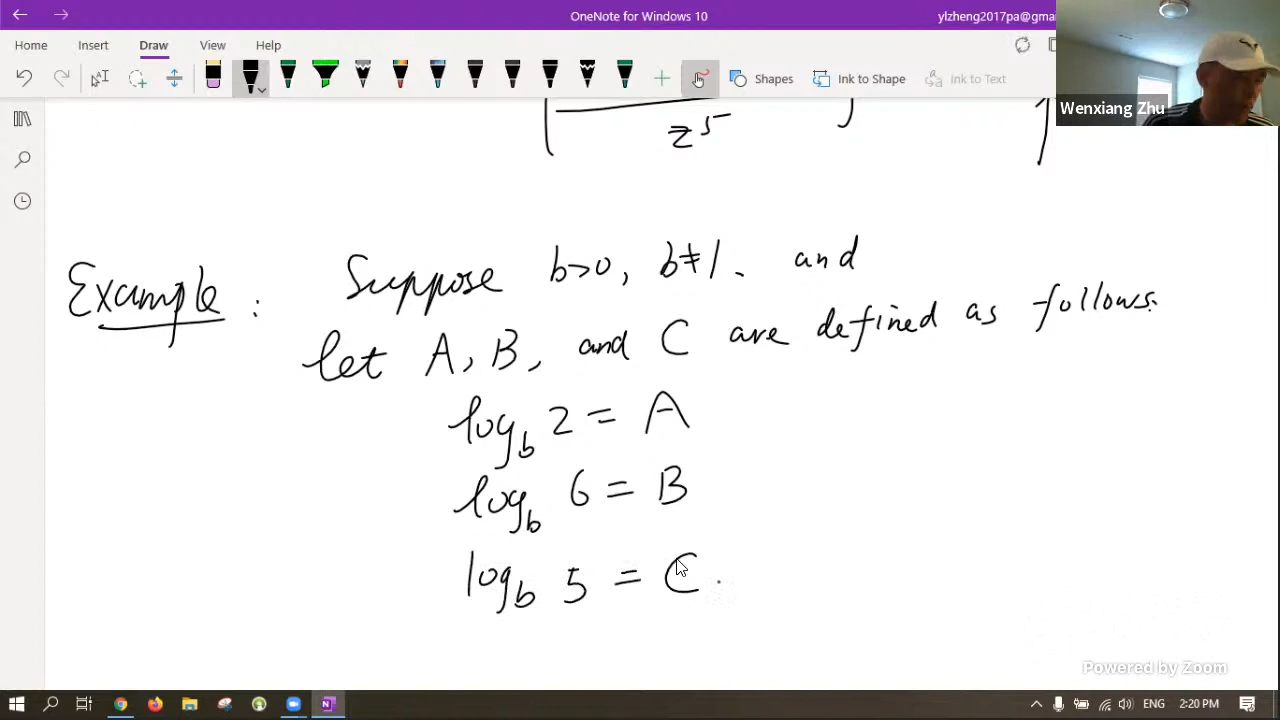 OneNote for Windows 10
ylzheng2017pa@gmai
Home Insert Draw View Help
Shapes Ink to Shape Ink to Text
Wenxiang Zhu
z^5
Example: Suppose b>0, b≠1. and
let A, B, and C are defined as follows:
log_b 2 = A
log_b 6 = B
log_b 5 = C.
Powered by Zoom
ENG 2:20 PM